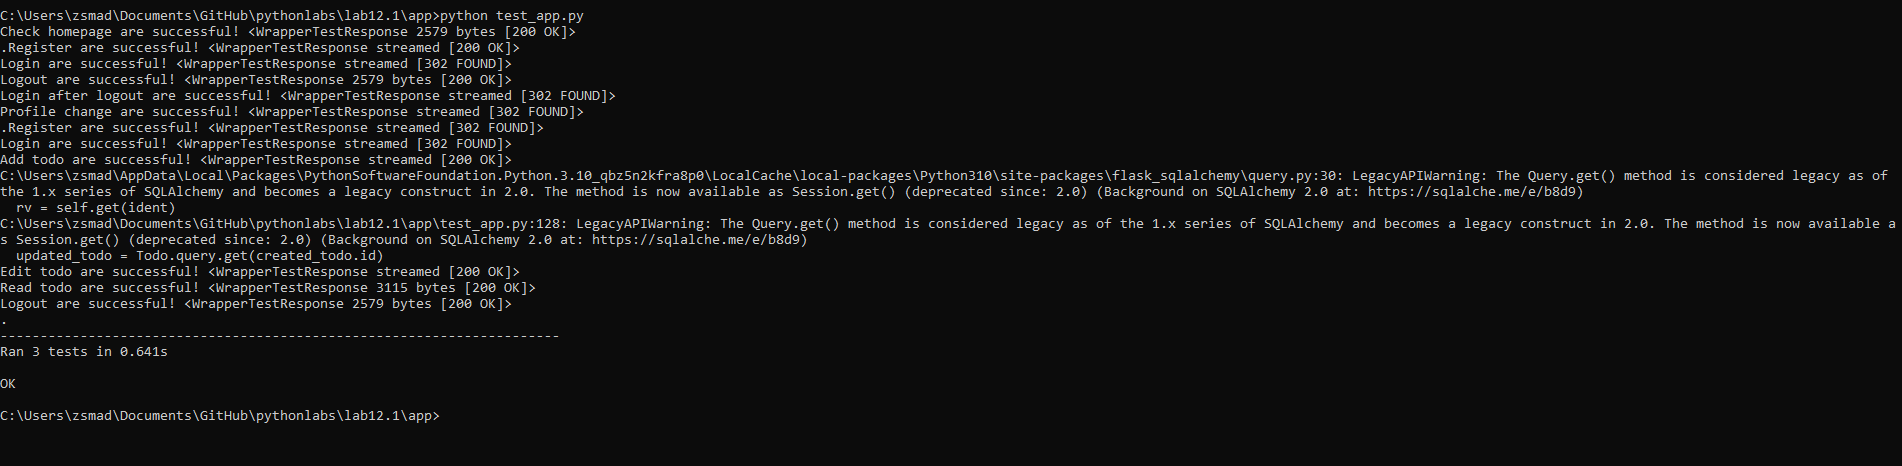 C:\Users\zsmad\Documents\GitHub\pythonlabs\lab12.1\app>python test_app.py
Check homepage are successful! <WrapperTestResponse 2579 bytes [200 OK]>
.Register are successful! <WrapperTestResponse streamed [200 OK]>
Login are successful! <WrapperTestResponse streamed [302 FOUND]>
Logout are successful! <WrapperTestResponse 2579 bytes [200 OK]>
Login after logout are successful! <WrapperTestResponse streamed [302 FOUND]>
Profile change are successful! <WrapperTestResponse streamed [302 FOUND]>
.Register are successful! <WrapperTestResponse streamed [302 FOUND]>
Login are successful! <WrapperTestResponse streamed [302 FOUND]>
Add todo are successful! <WrapperTestResponse streamed [200 OK]>
C:\Users\zsmad\AppData\Local\Packages\PythonSoftwareFoundation.Python.3.10_qbz5n2kfra8p0\LocalCache\local-packages\Python310\site-packages\flask_sqlalchemy\query.py:30: LegacyAPIWarning: The Query.get() method is considered legacy as of
the 1.x series of SQLAlchemy and becomes a legacy construct in 2.0. The method is now available as Session.get() (deprecated since: 2.0) (Background on SQLAlchemy 2.0 at: https://sqlalche.me/e/b8d9)
  rv = self.get(ident)
C:\Users\zsmad\Documents\GitHub\pythonlabs\lab12.1\app\test_app.py:128: LegacyAPIWarning: The Query.get() method is considered legacy as of the 1.x series of SQLAlchemy and becomes a legacy construct in 2.0. The method is now available a
s Session.get() (deprecated since: 2.0) (Background on SQLAlchemy 2.0 at: https://sqlalche.me/e/b8d9)
  updated_todo = Todo.query.get(created_todo.id)
Edit todo are successful! <WrapperTestResponse streamed [200 OK]>
Read todo are successful! <WrapperTestResponse 3115 bytes [200 OK]>
Logout are successful! <WrapperTestResponse 2579 bytes [200 OK]>
.
----------------------------------------------------------------------
Ran 3 tests in 0.641s
OK
C:\Users\zsmad\Documents\GitHub\pythonlabs\lab12.1\app>